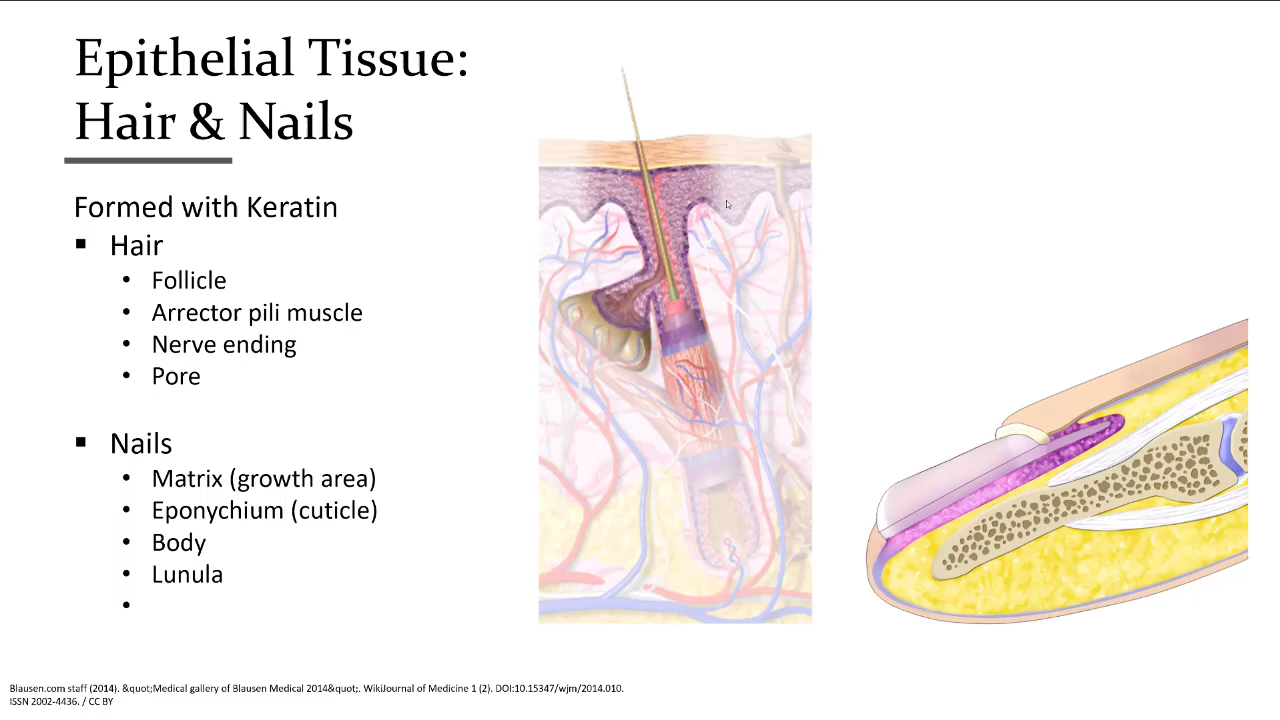 Epithelial Tissue:
Hair & Nails
Formed with Keratin
▪ Hair
• Follicle
• Arrector pili muscle
• Nerve ending
• Pore
▪ Nails
• Matrix (growth area)
• Eponychium (cuticle)
• Body
• Lunula
•
Blausen.com staff (2014). &quot;Medical gallery of Blausen Medical 2014&quot;. WikiJournal of Medicine 1 (2). DOI:10.15347/wjm/2014.010.
ISSN 2002-4436. / CC BY